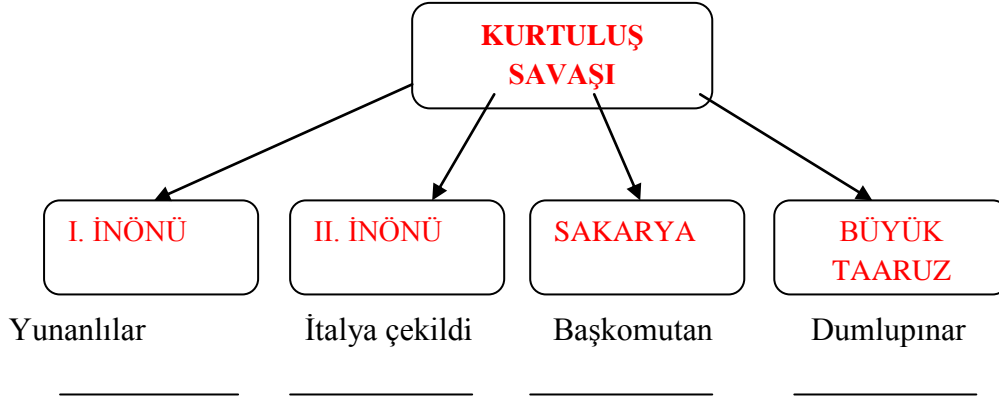 KURTULUŞ
SAVAŞI
I. İNÖNÜ
II. İNÖNÜ
SAKARYA
BÜYÜK
TAARUZ
Yunanlılar
İtalya çekildi
Başkomutan
Dumlupınar